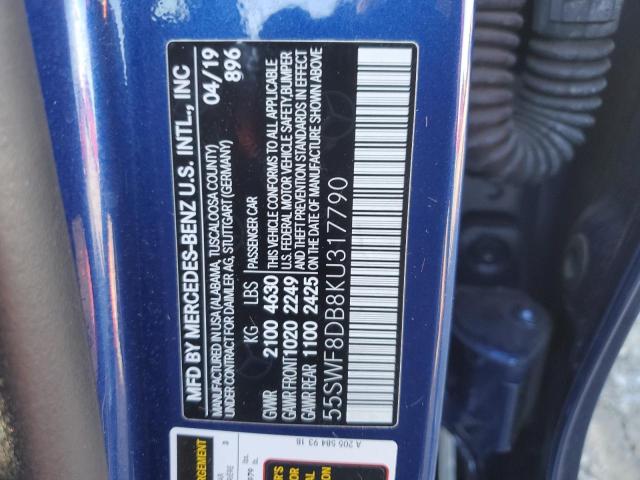 MFD BY MERCEDES-BENZ U.S. INTL., INC
MANUFACTURED IN USA (ALABAMA, TUSCALOOSA COUNTY) 04/19
CONTRACTED FOR DAIMLER AG, STUTTGART (GERMANY) 896
KG LBS PASSENGER CAR
GVWR 2100 4630 THIS VEHICLE CONFORMS TO ALL APPLICABLE
GAWR FRONT 1020 2249 U.S. FEDERAL MOTOR VEHICLE SAFETY, BUMPER
GAWR REAR 1100 2425 AND THEFT PREVENTION STANDARDS IN EFFECT
ON THE DATE OF MANUFACTURE SHOWN ABOVE
55SWF8DB8KU317790
A 205 584 93 18